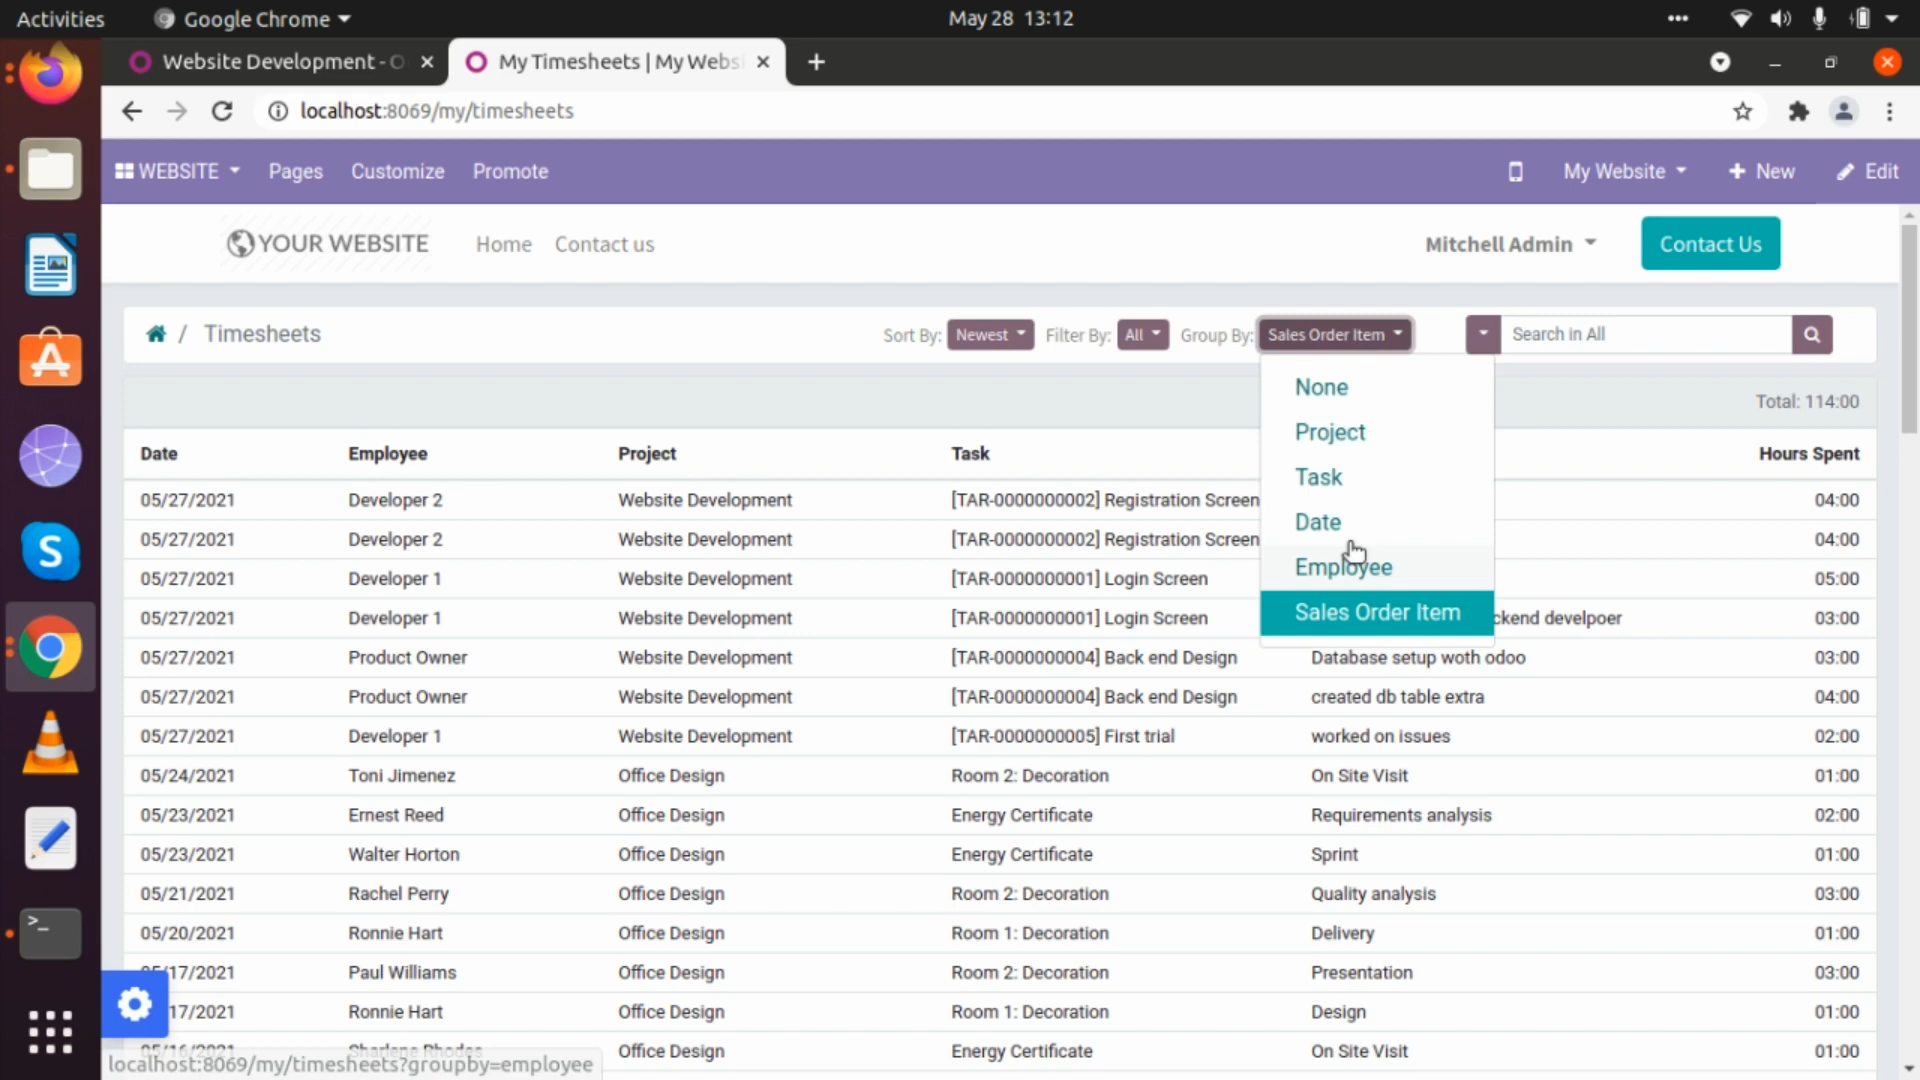 Activities Google Chrome May 28 13:12
Website Development - O My Timesheets | My Websi
localhost:8069/my/timesheets
WEBSITE Pages Customize Promote My Website New Edit
YOUR WEBSITE Home Contact us Mitchell Admin Contact Us
/ Timesheets Sort By: Newest Filter By: All Group By: Sales Order Item Search in All
None
Project
Task
Date
Employee
Sales Order Item
Total: 114:00
Date Employee Project Task Hours Spent
05/27/2021 Developer 2 Website Development [TAR-0000000002] Registration Screen 04:00
05/27/2021 Developer 2 Website Development [TAR-0000000002] Registration Screen 04:00
05/27/2021 Developer 1 Website Development [TAR-0000000001] Login Screen 05:00
05/27/2021 Developer 1 Website Development [TAR-0000000001] Login Screen ckend develpoer 03:00
05/27/2021 Product Owner Website Development [TAR-0000000004] Back end Design Database setup woth odoo 03:00
05/27/2021 Product Owner Website Development [TAR-0000000004] Back end Design created db table extra 04:00
05/27/2021 Developer 1 Website Development [TAR-0000000005] First trial worked on issues 02:00
05/24/2021 Toni Jimenez Office Design Room 2: Decoration On Site Visit 01:00
05/23/2021 Ernest Reed Office Design Energy Certificate Requirements analysis 02:00
05/23/2021 Walter Horton Office Design Energy Certificate Sprint 01:00
05/21/2021 Rachel Perry Office Design Room 2: Decoration Quality analysis 03:00
05/20/2021 Ronnie Hart Office Design Room 1: Decoration Delivery 01:00
/17/2021 Paul Williams Office Design Room 2: Decoration Presentation 03:00
17/2021 Ronnie Hart Office Design Room 1: Decoration Design 01:00
05/16/2021 Sharlene Rhodes Office Design Energy Certificate On Site Visit 01:00
localhost:8069/my/timesheets?groupby=employee